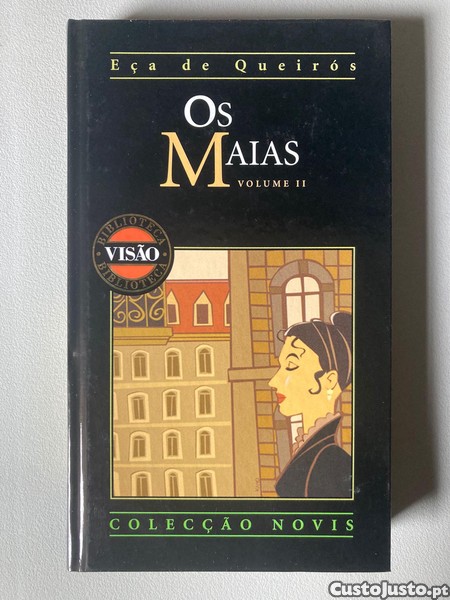 Eça de Queirós
OS
MAIAS
VOLUME II
BIBLIOTECA
VISÃO
BIBLIOTECA
COLECÇÃO NOVIS
CustoJusto.pt